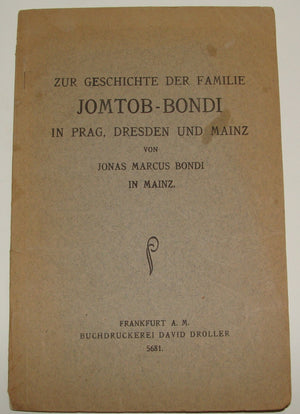 ZUR GESCHICHTE DER FAMILIE
JOMTOB-BONDI
IN PRAG, DRESDEN UND MAINZ
VON
JONAS MARCUS BONDI
IN MAINZ.
FRANKFURT A. M.
BUCHDRUCKEREI DAVID DROLLER
5681.